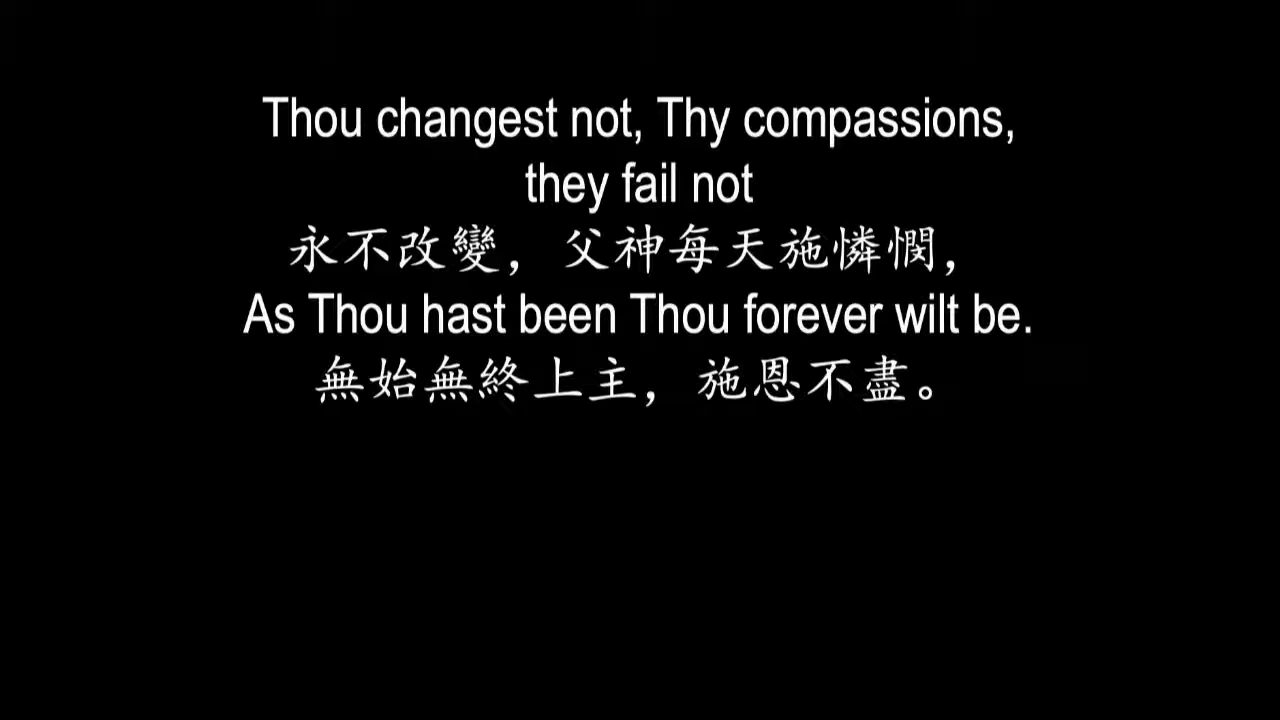 Thou changest not, Thy compassions,
they fail not
永不改變，父神每天施憐憫，
As Thou hast been Thou forever wilt be.
無始無終上主，施恩不盡。